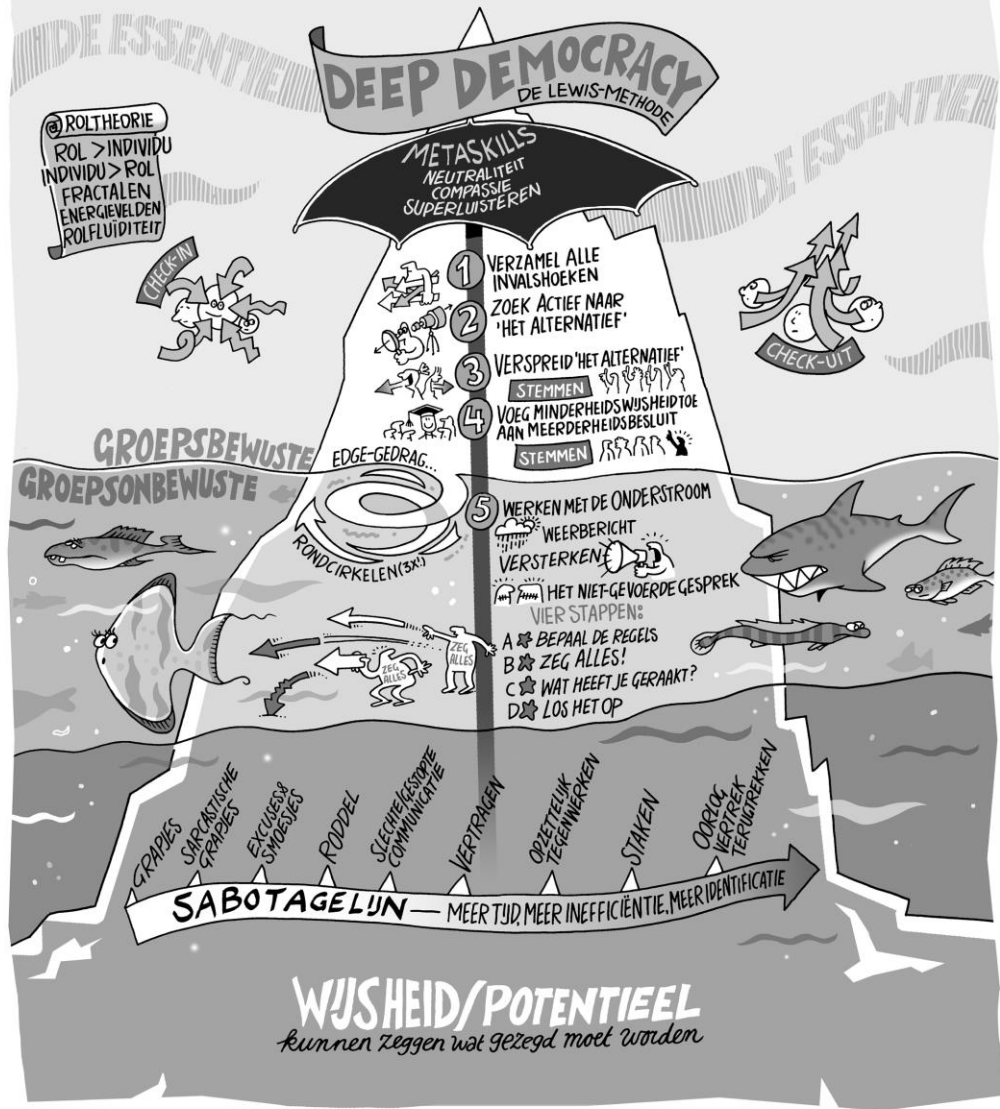 DE ESSENTIE
DEEP DEMOCRACY
DE LEWIS-METHODE
DE ESSENTIE
@ ROLTHEORIE
ROL > INDIVIDU
INDIVIDU > ROL
FRACTALEN
ENERGIEVELDEN
ROLFLUÏDITEIT
METASKILLS
NEUTRALITEIT
COMPASSIE
SUPERLUISTEREN
CHECK-IN
CHECK-UIT
1 VERZAMEL ALLE
INVALSHOEKEN
2 ZOEK ACTIEF NAAR
'HET ALTERNATIEF'
3 VERSPREID 'HET ALTERNATIEF'
STEMMEN
4 VOEG MINDERHEIDSWIJSHEID TOE
AAN MEERDERHEIDSBESLUIT
STEMMEN
GROEPSBEWUSTE
GROEPSONBEWUSTE
EDGE-GEDRAG...
RONDCIRKELEN (3X!)
5 WERKEN MET DE ONDERSTROOM
WEERBERICHT
VERSTERKEN
HET NIET-GEVOERDE GESPREK
VIER STAPPEN:
A BEPAAL DE REGELS
B ZEG ALLES!
C WAT HEEFT JE GERAAKT?
D LOS HET OP
ZEG
ALLES
ZEG
ALLES
GRAPJES
SARCASTISCHE
GRAPJES
EXCUSES &
SMOESJES
RODDEL
SLECHTE/GESTOPTE
COMMUNICATIE
VERTRAGEN
OPZETTELIJK
TEGENWERKEN
STAKEN
OORLOG
VERTREK
TERUGTREKKEN
SABOTAGELIJN — MEER TIJD, MEER INEFFICIËNTIE, MEER IDENTIFICATIE
WIJSHEID/POTENTIEEL
kunnen zeggen wat gezegd moet worden